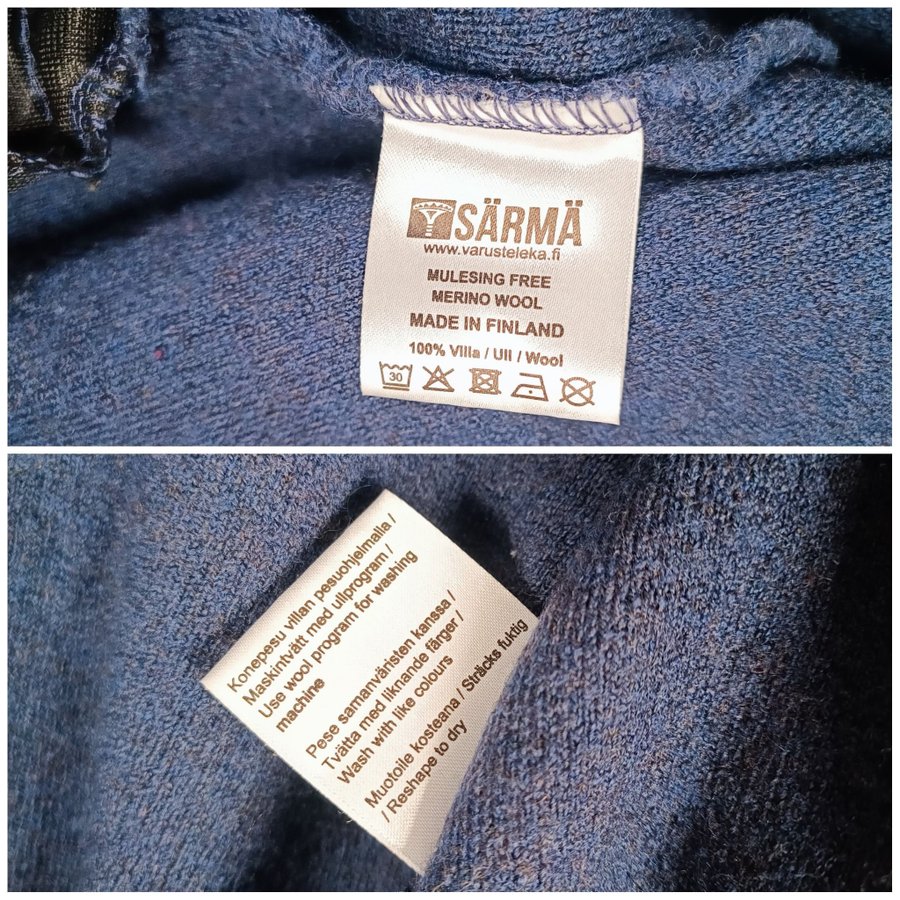 SÄRMÄ
www.varusteleka.fi
MULESING FREE
MERINO WOOL
MADE IN FINLAND
100% Villa / Ull / Wool
30
Konepesu villan pesuohjelmalla /
Maskintvätt med ullprogram /
Use wool program for washing
machine
Pese samanväristen kanssa /
Tvätta med liknande färger /
Wash with like colours
Muotoile kosteana / Sträcks fuktig
/ Reshape to dry